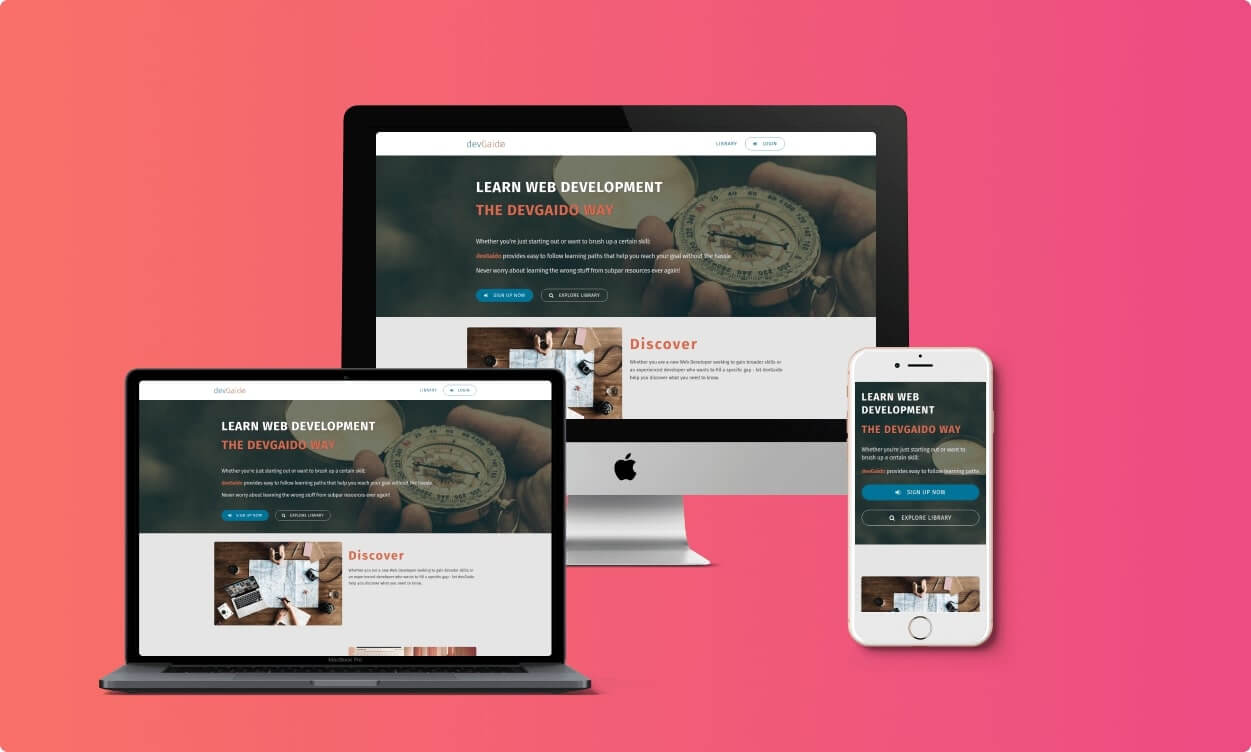 devGaido
LIBRARY
LOGIN
LEARN WEB DEVELOPMENT
THE DEVGAIDO WAY
Whether you're just starting out or want to brush up a certain skill:
devGaido provides easy to follow learning paths that help you reach your goal without the hassle.
Never worry about learning the wrong stuff from subpar resources ever again!
SIGN UP NOW
EXPLORE LIBRARY
Discover
Whether you are a new Web Developer seeking to gain broader skills or
an experienced developer who wants to fill a specific gap - let devGaido
help you discover what you need to know.
devGaido
LIBRARY
LOGIN
LEARN WEB DEVELOPMENT
THE DEVGAIDO WAY
Whether you're just starting out or want to brush up a certain skill:
devGaido provides easy to follow learning paths that help you reach your goal without the hassle.
Never worry about learning the wrong stuff from subpar resources ever again!
SIGN UP NOW
EXPLORE LIBRARY
Discover
Whether you are a new Web Developer seeking to gain broader skills or
an experienced developer who wants to fill a specific gap - let devGaido
help you discover what you need to know.
MacBook Pro
LEARN WEB
DEVELOPMENT
THE DEVGAIDO WAY
Whether you're just starting out or want to
brush up a certain skill:
devGaido provides easy to follow learning paths
SIGN UP NOW
EXPLORE LIBRARY